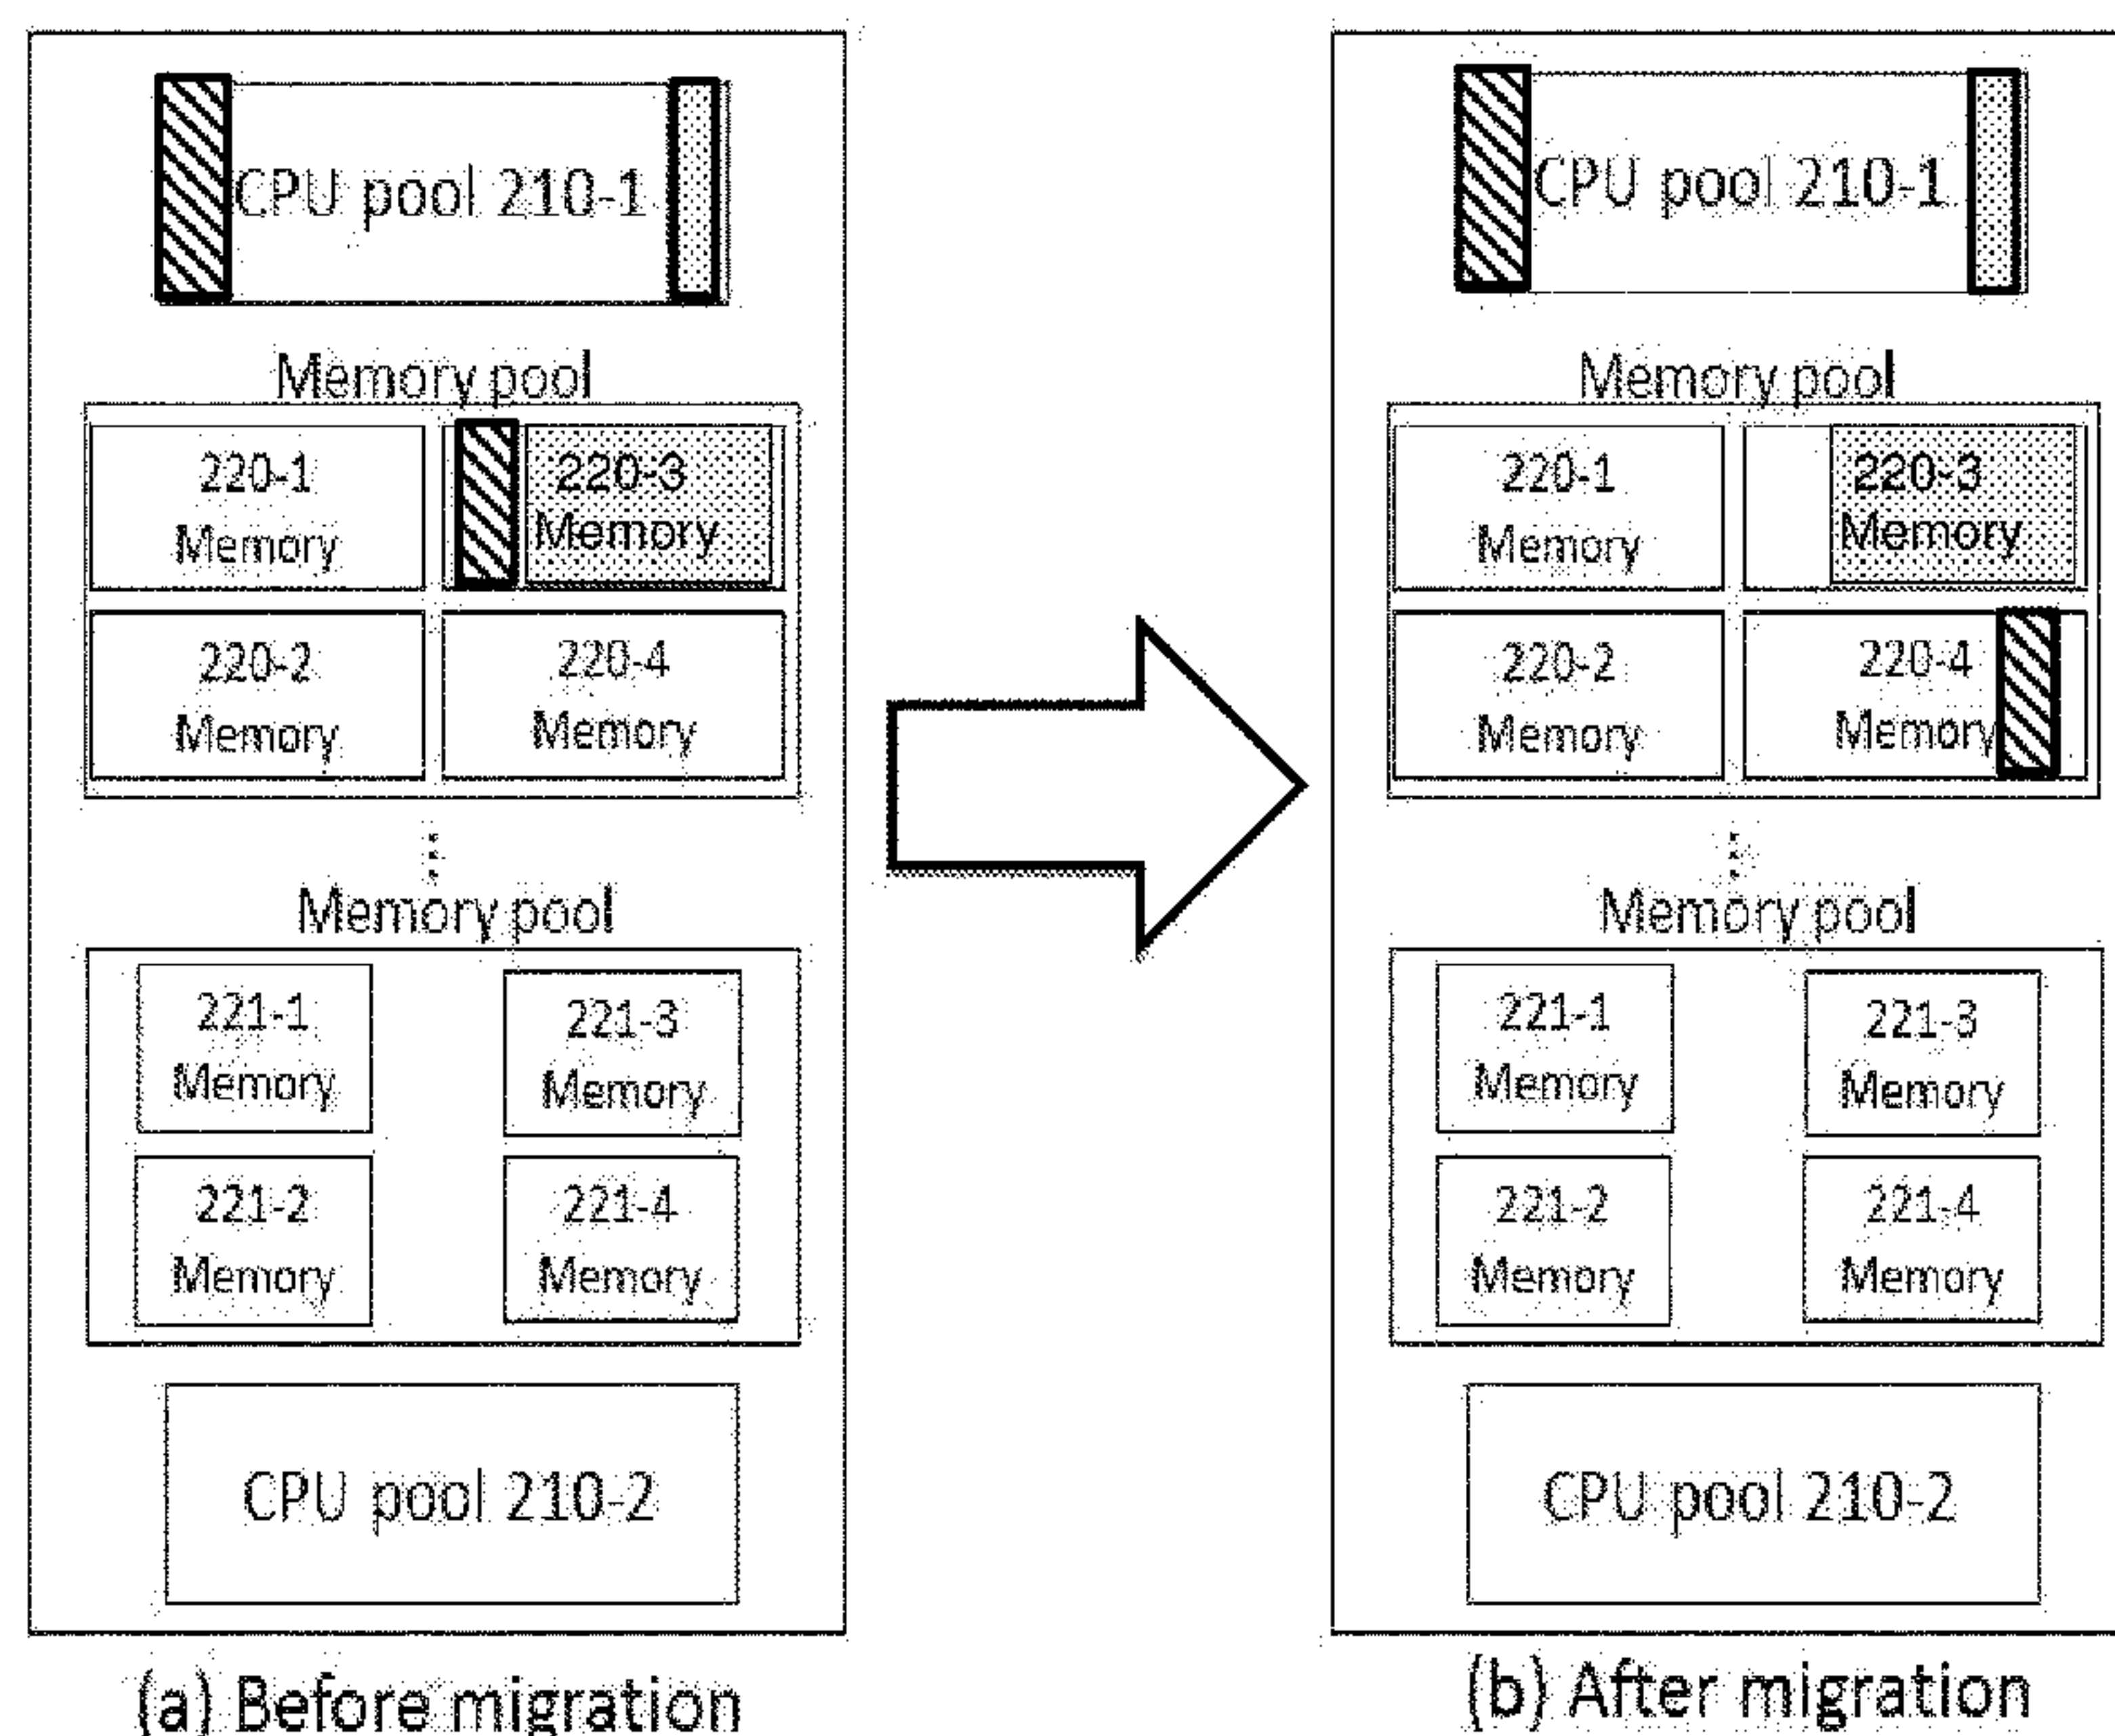 CPU pool 210-1
Memory pool
220-1
Memory
220-3
Memory
220-2
Memory
220-4
Memory
Memory pool
221-1
Memory
221-3
Memory
221-2
Memory
221-4
Memory
CPU pool 210-2
(a) Before migration
CPU pool 210-1
Memory pool
220-1
Memory
220-3
Memory
220-2
Memory
220-4
Memory
Memory pool
221-1
Memory
221-3
Memory
221-2
Memory
221-4
Memory
CPU pool 210-2
(b) After migration